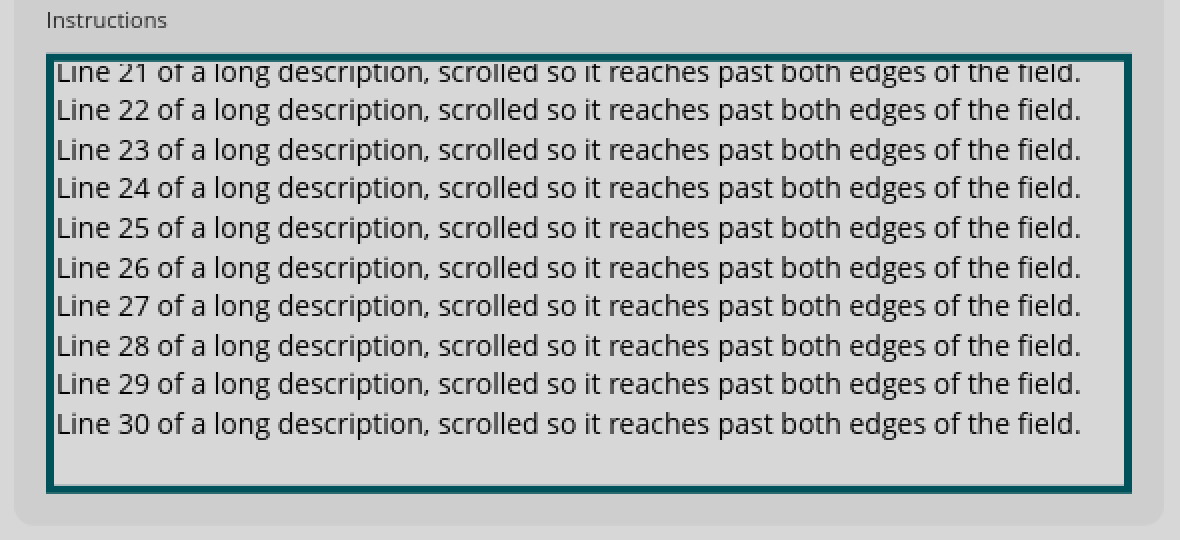 Instructions
Line 21 of a long description, scrolled so it reaches past both edges of the field.
Line 22 of a long description, scrolled so it reaches past both edges of the field.
Line 23 of a long description, scrolled so it reaches past both edges of the field.
Line 24 of a long description, scrolled so it reaches past both edges of the field.
Line 25 of a long description, scrolled so it reaches past both edges of the field.
Line 26 of a long description, scrolled so it reaches past both edges of the field.
Line 27 of a long description, scrolled so it reaches past both edges of the field.
Line 28 of a long description, scrolled so it reaches past both edges of the field.
Line 29 of a long description, scrolled so it reaches past both edges of the field.
Line 30 of a long description, scrolled so it reaches past both edges of the field.